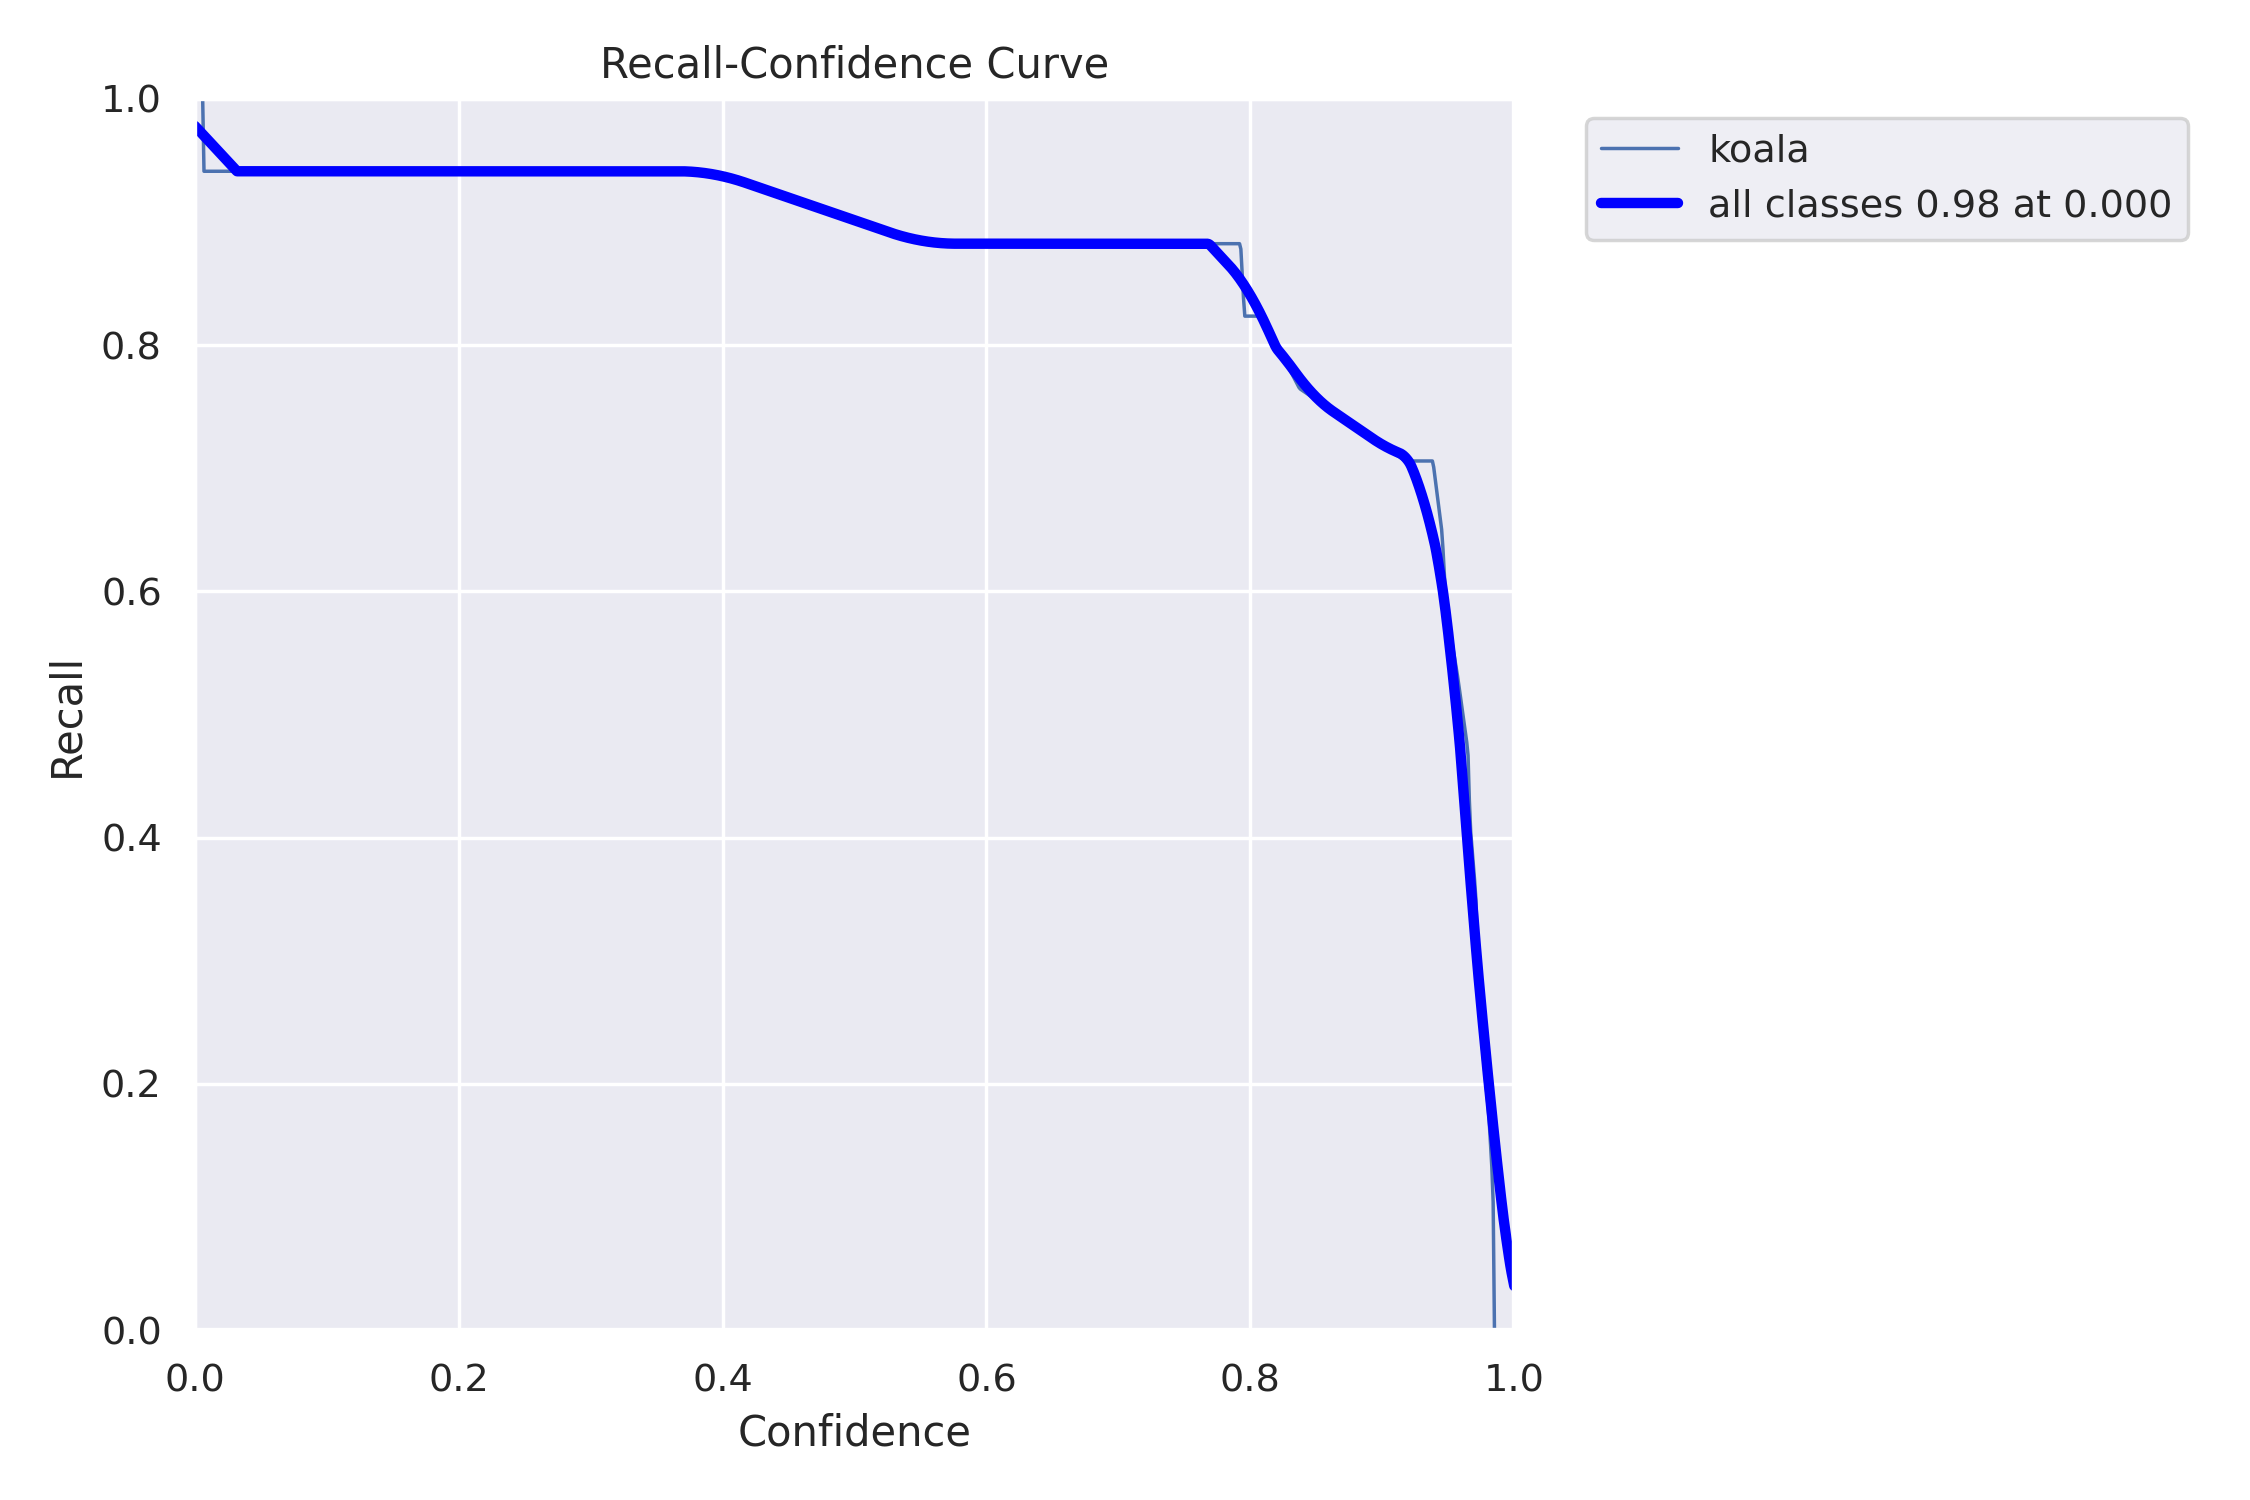 Recall-Confidence Curve
1.0
0.8
0.6
0.4
0.2
0.0
Recall
0.0 0.2 0.4 0.6 0.8 1.0
Confidence
koala
all classes 0.98 at 0.000